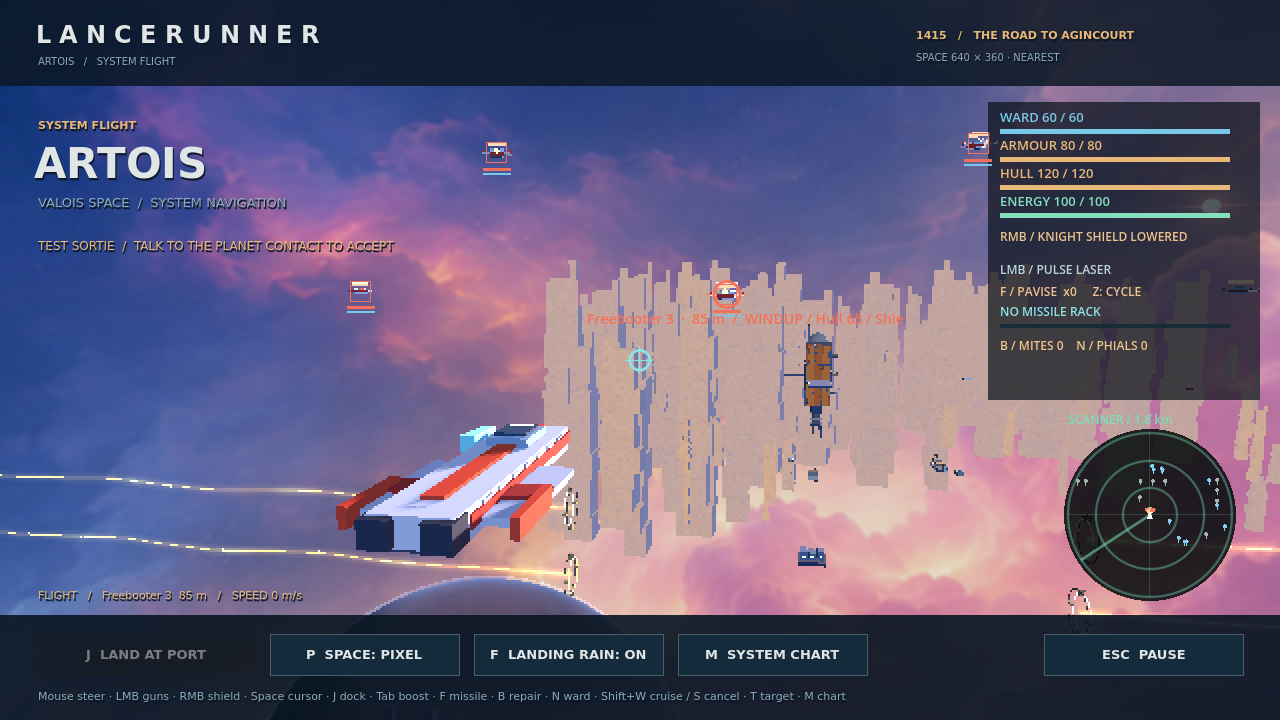 LANCERUNNER
ARTOIS / SYSTEM FLIGHT
1415 / THE ROAD TO AGINCOURT
SPACE 640 × 360 · NEAREST
SYSTEM FLIGHT
ARTOIS
VALOIS SPACE / SYSTEM NAVIGATION
TEST SORTIE / TALK TO THE PLANET CONTACT TO ACCEPT
WARD 60 / 60
ARMOUR 80 / 80
HULL 120 / 120
ENERGY 100 / 100
RMB / KNIGHT SHIELD LOWERED
LMB / PULSE LASER
F / PAVISE x0 Z: CYCLE
NO MISSILE RACK
B / MITES 0 N / PHIALS 0
Freebooter 3 · 85 m / WINDUP / Hull 65 / Shie
SCANNER / 1.8 km
FLIGHT / Freebooter 3 85 m / SPEED 0 m/s
J LAND AT PORT
P SPACE: PIXEL
F LANDING RAIN: ON
M SYSTEM CHART
ESC PAUSE
Mouse steer · LMB guns · RMB shield · Space cursor · J dock · Tab boost · F missile · B repair · N ward · Shift+W cruise / S cancel · T target · M chart